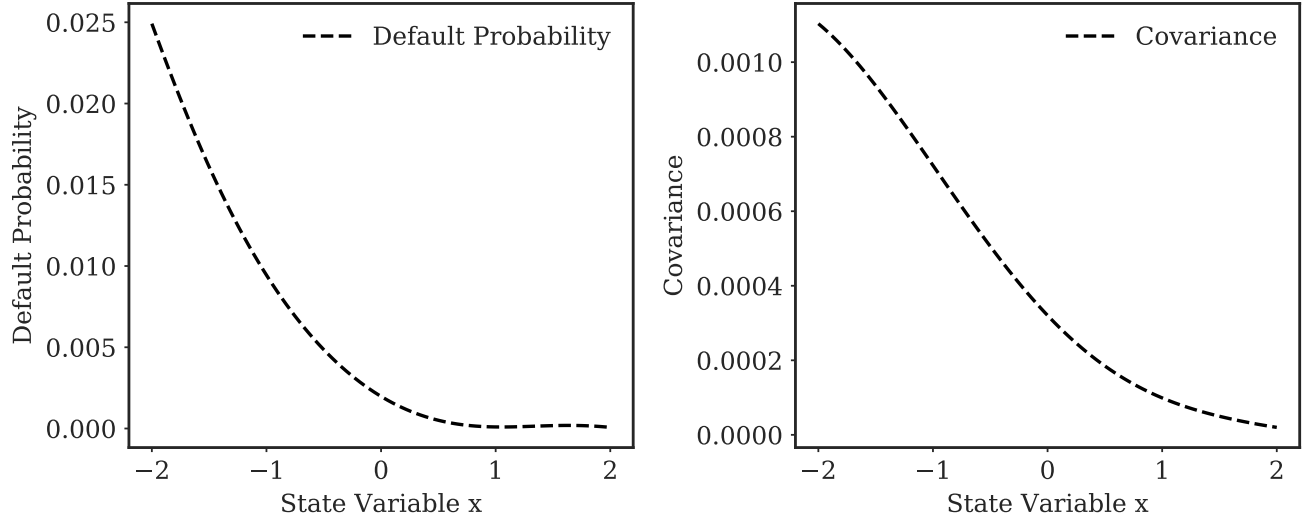 Default Probability
0.025
0.020
0.015
0.010
0.005
0.000
Default Probability
−2 −1 0 1 2
State Variable x
Covariance
0.0010
0.0008
0.0006
0.0004
0.0002
0.0000
Covariance
−2 −1 0 1 2
State Variable x